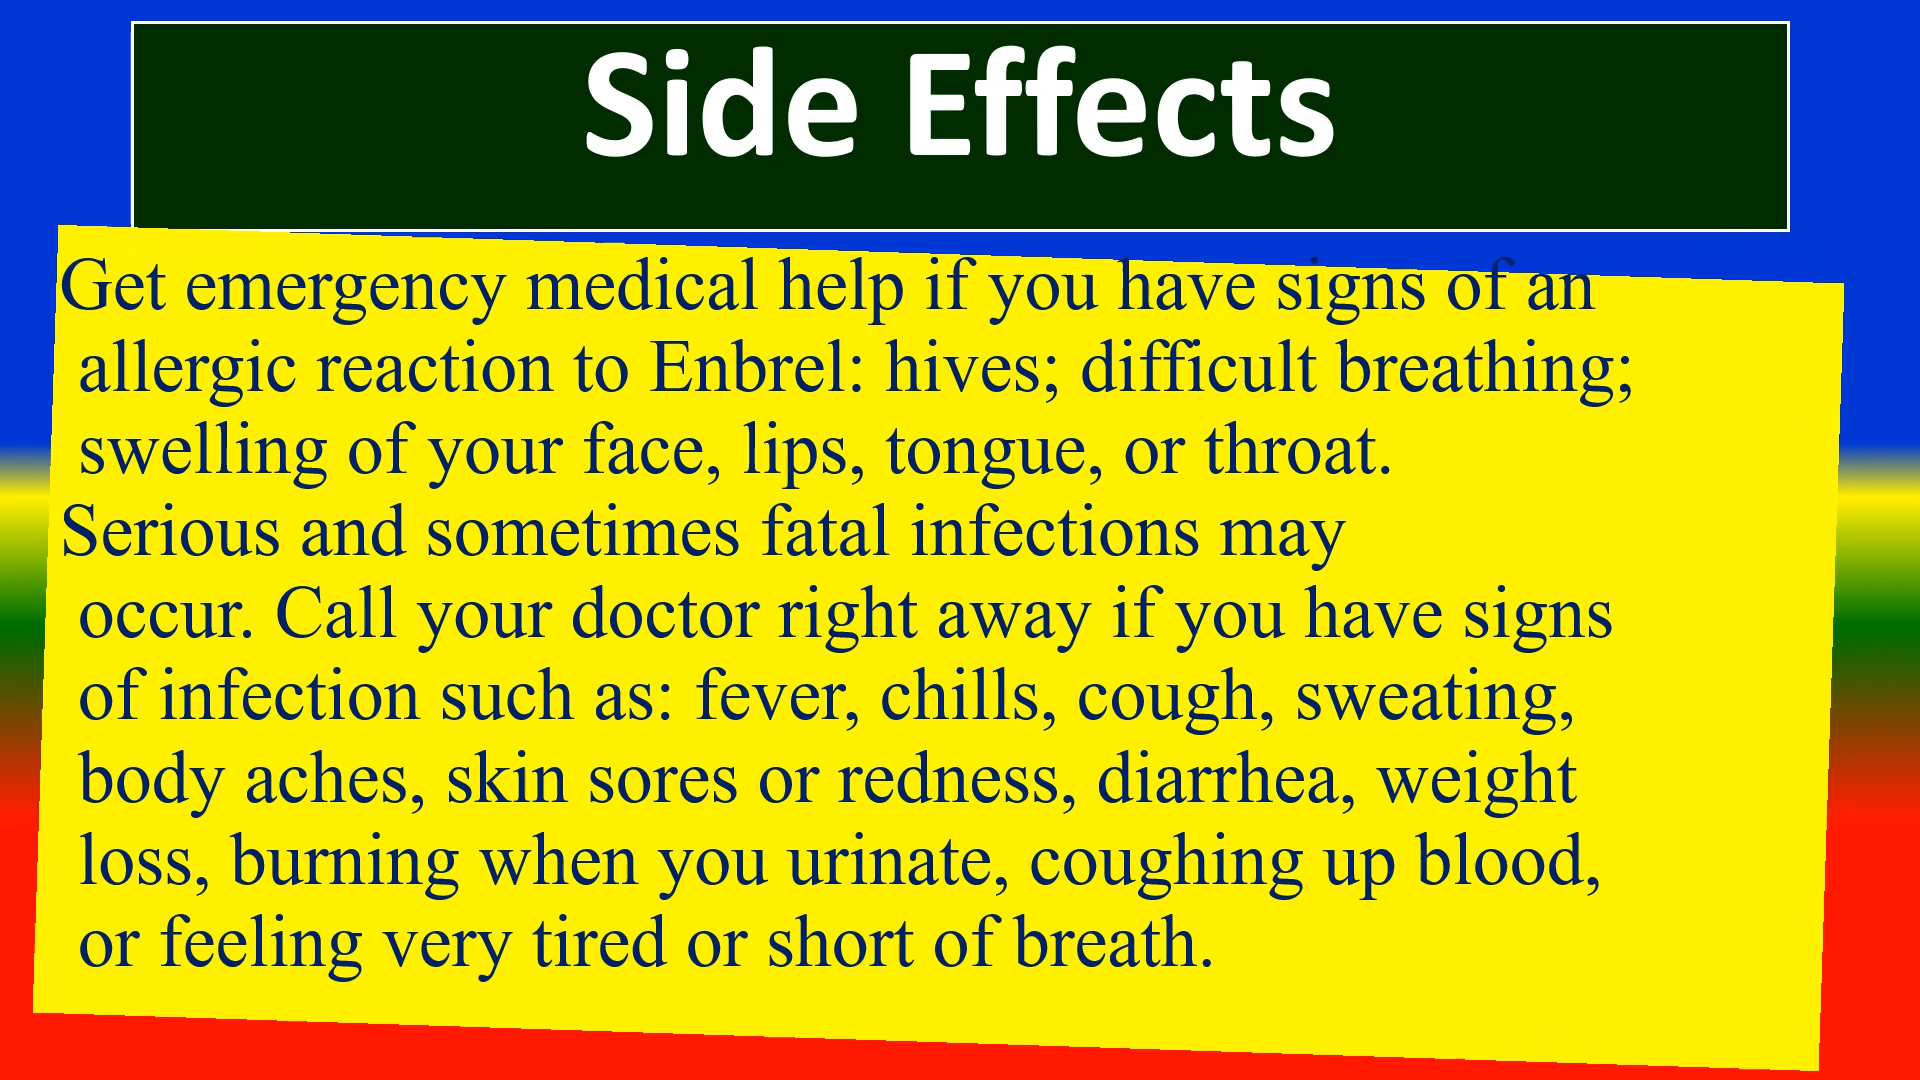 Side Effects
Get emergency medical help if you have signs of an
allergic reaction to Enbrel: hives; difficult breathing;
swelling of your face, lips, tongue, or throat.
Serious and sometimes fatal infections may
occur. Call your doctor right away if you have signs
of infection such as: fever, chills, cough, sweating,
body aches, skin sores or redness, diarrhea, weight
loss, burning when you urinate, coughing up blood,
or feeling very tired or short of breath.